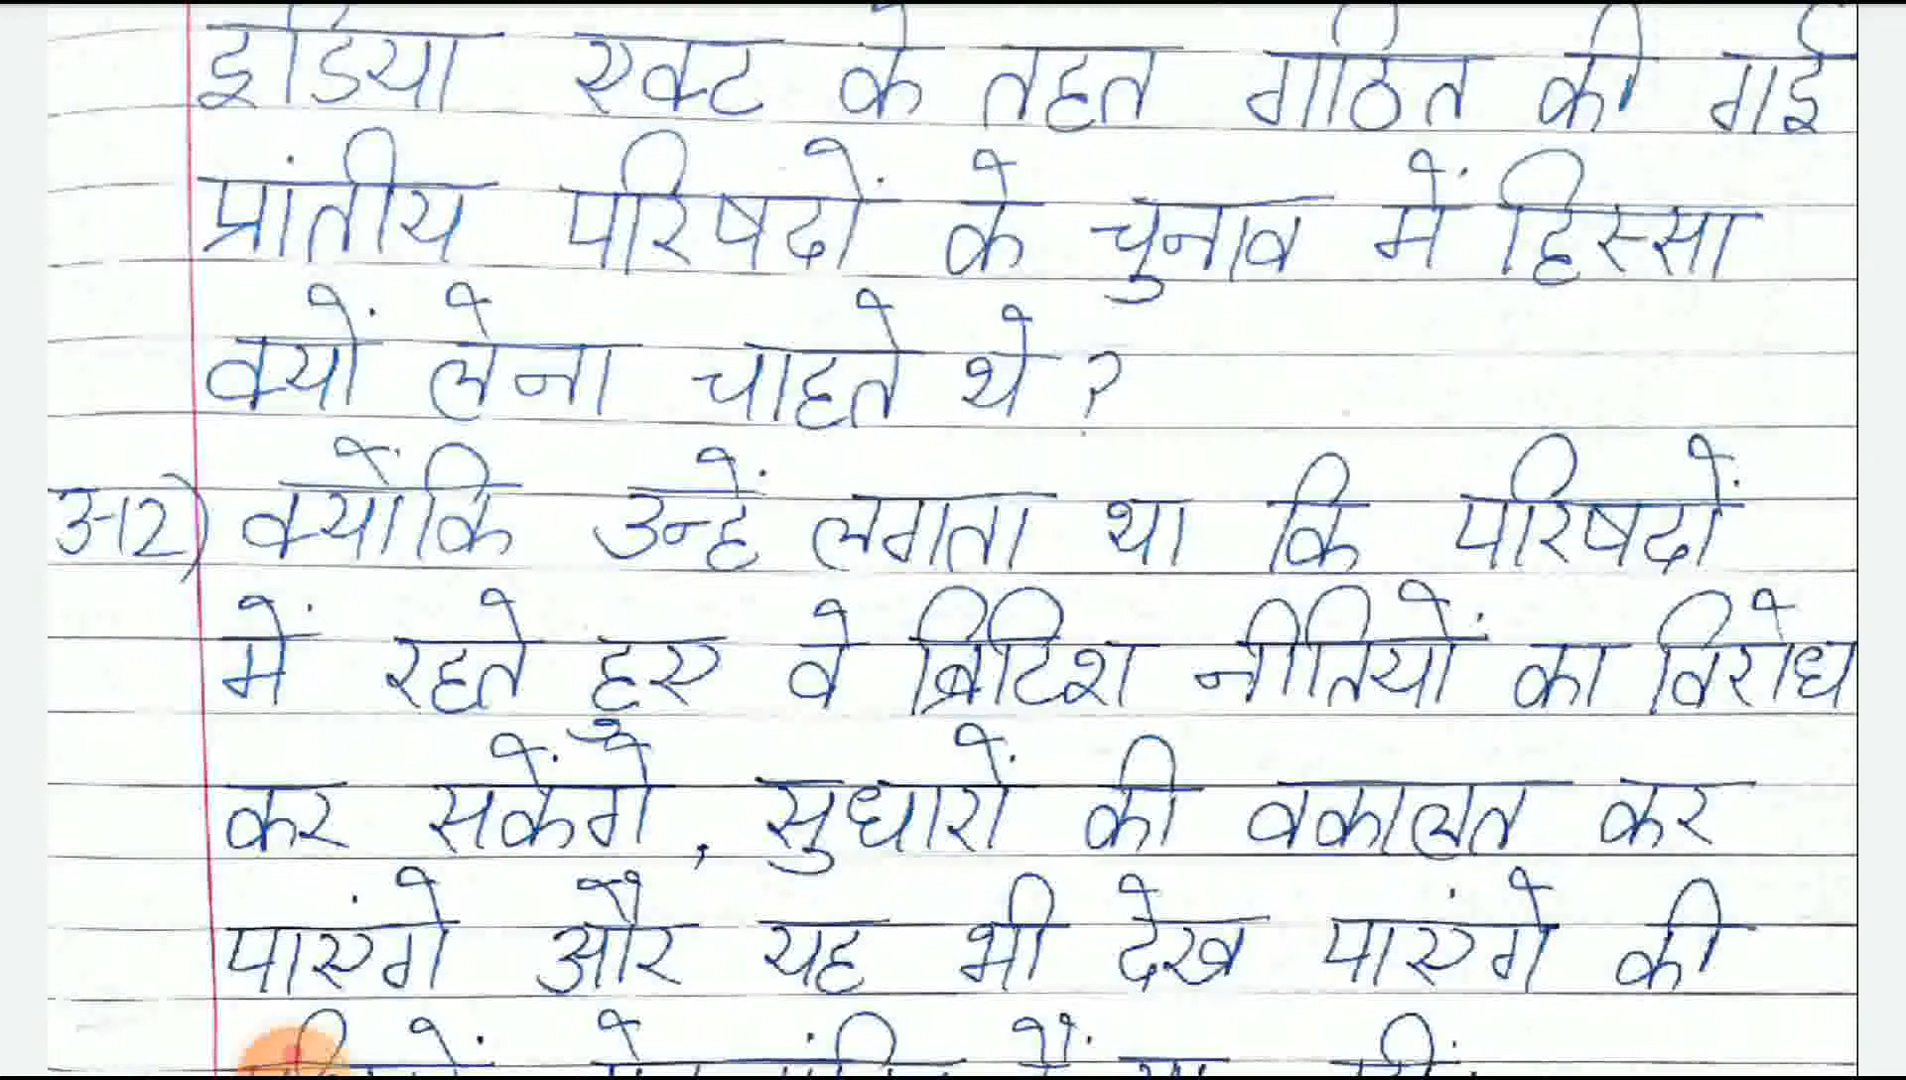 इंडिया एक्ट के तहत गठित की गई
प्रांतीय परिषदों के चुनाव में हिस्सा
क्यों लेना चाहते थे ?
उ-12) क्योंकि उन्हें लगता था कि परिषदों
में रहते हुए वे ब्रिटिश नीतियों का विरोध
कर सकेंगे, सुधारों की वकालत कर
पाएंगे और यह भी देख पाएंगे की